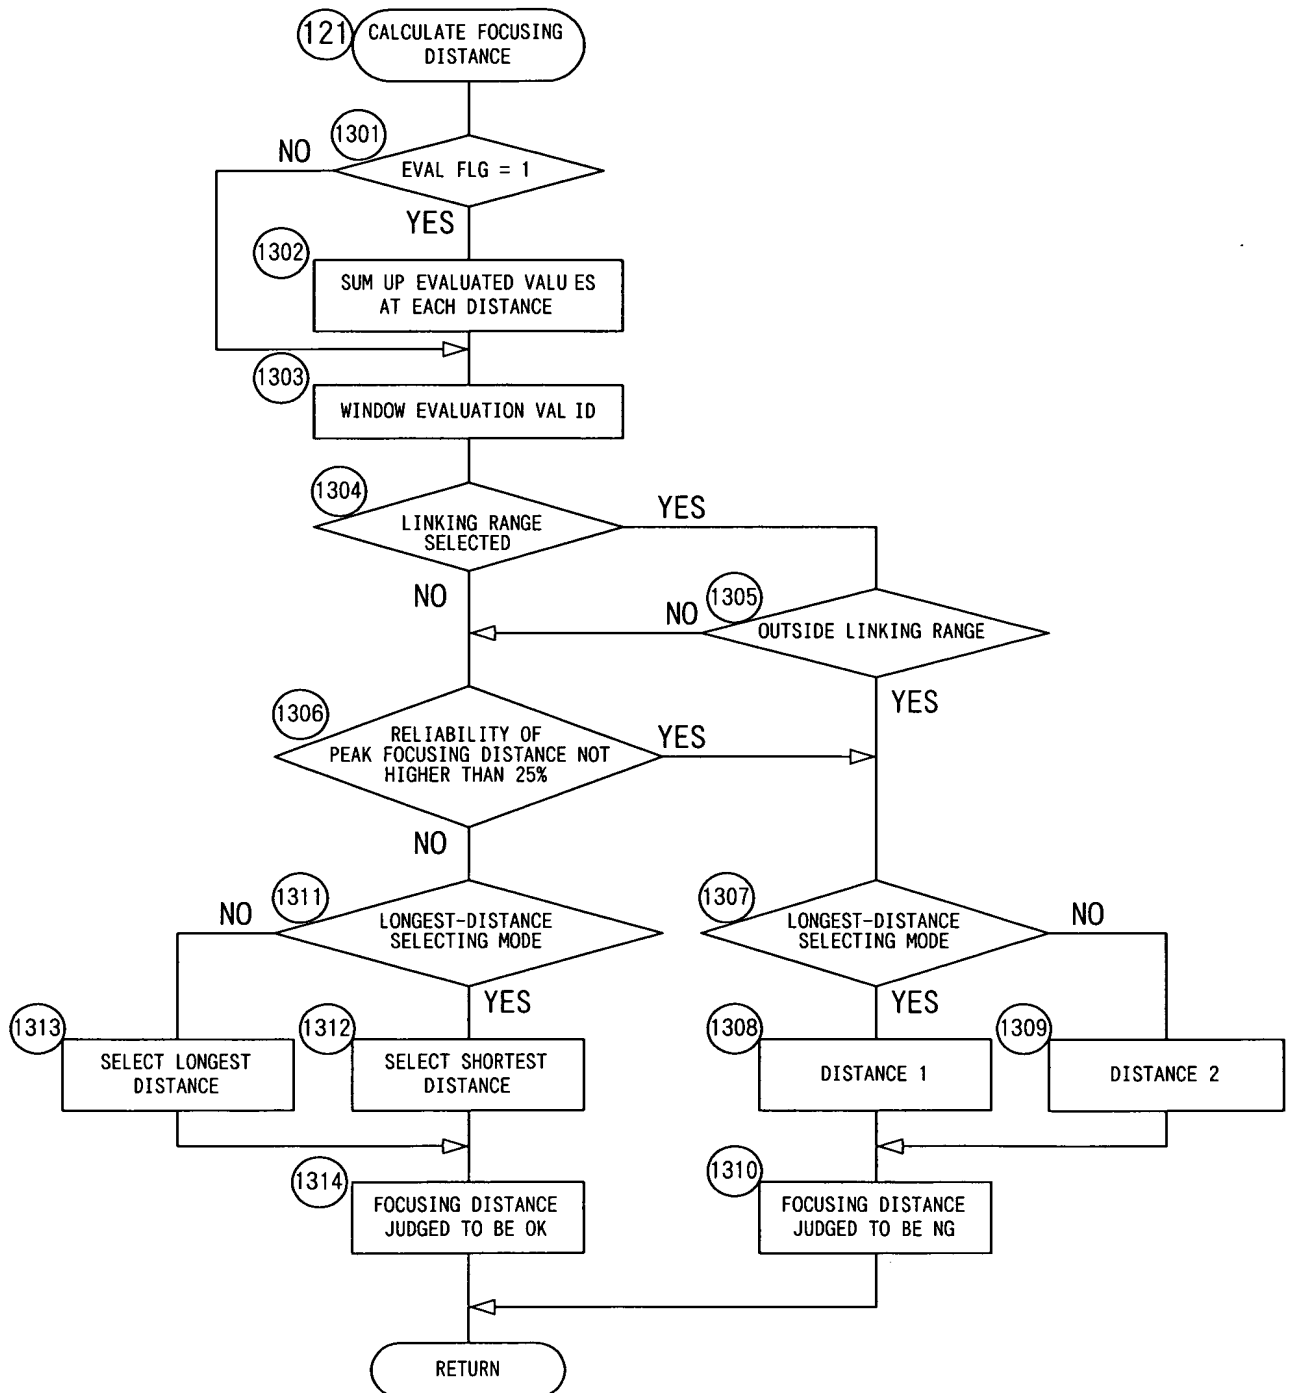 121
CALCULATE FOCUSING
DISTANCE
1301
NO
EVAL FLG = 1
YES
1302
SUM UP EVALUATED VALU ES
AT EACH DISTANCE
1303
WINDOW EVALUATION VAL ID
1304
YES
LINKING RANGE
SELECTED
NO
1305
NO
OUTSIDE LINKING RANGE
YES
1306
RELIABILITY OF
PEAK FOCUSING DISTANCE NOT
HIGHER THAN 25%
YES
NO
1311
NO
LONGEST-DISTANCE
SELECTING MODE
YES
1307
LONGEST-DISTANCE
SELECTING MODE
NO
YES
1313
SELECT LONGEST
DISTANCE
1312
SELECT SHORTEST
DISTANCE
1308
DISTANCE 1
1309
DISTANCE 2
1314
FOCUSING DISTANCE
JUDGED TO BE OK
1310
FOCUSING DISTANCE
JUDGED TO BE NG
RETURN